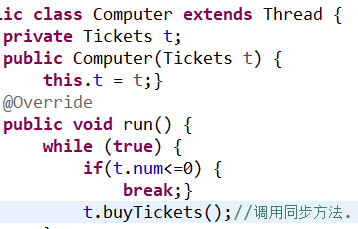 lic class Computer extends Thread {
private Tickets t;
public Computer(Tickets t) {
this.t = t;}
@Override
public void run() {
while (true) {
if(t.num<=0) {
break;}
t.buyTickets();//调用同步方法.